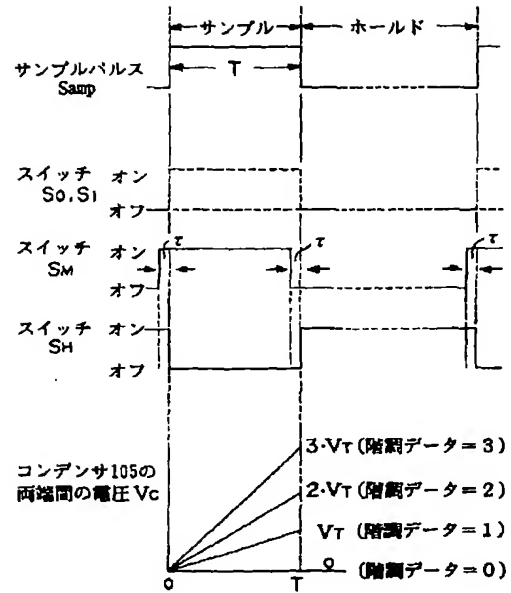 サンプル ホールド
サンプルパルス
Samp
T
スイッチ オン
S0,S1
オフ
スイッチ オン
SM
オフ
τ τ τ
スイッチ オン
SH
オフ
コンデンサ105の
両端間の電圧 Vc
3・VT (階調データ=3)
2・VT (階調データ=2)
VT (階調データ=1)
0 (階調データ=0)
0 T